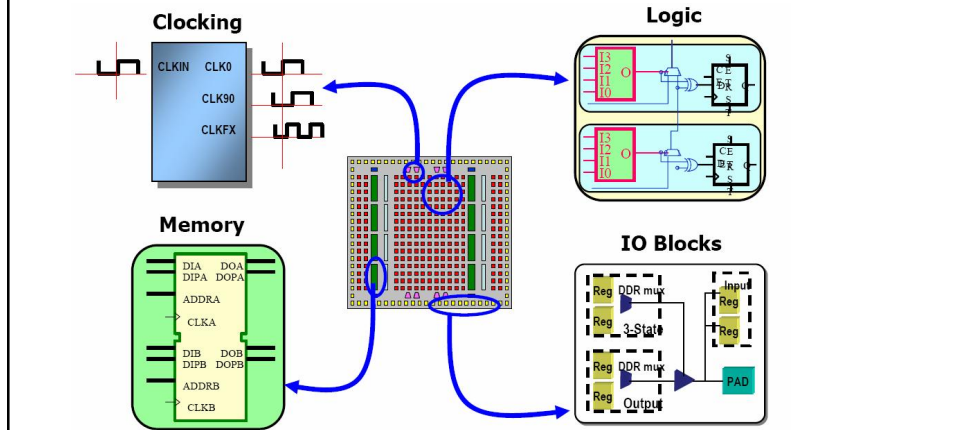 Clocking
CLKIN CLK0
CLK90
CLKFX
Logic
I3
I2
I1
I0
O
S
CE
R
S
T
I3
I2
I1
I0
O
S
CE
R
S
T
Memory
DIA DOA
DIPA DOPA
ADDRA
CLKA
DIB DOB
DIPB DOPB
ADDRB
CLKB
IO Blocks
Reg DDR mux
Reg
3-State
Reg DDR mux
Reg
Output
Input
Reg
Reg
PAD